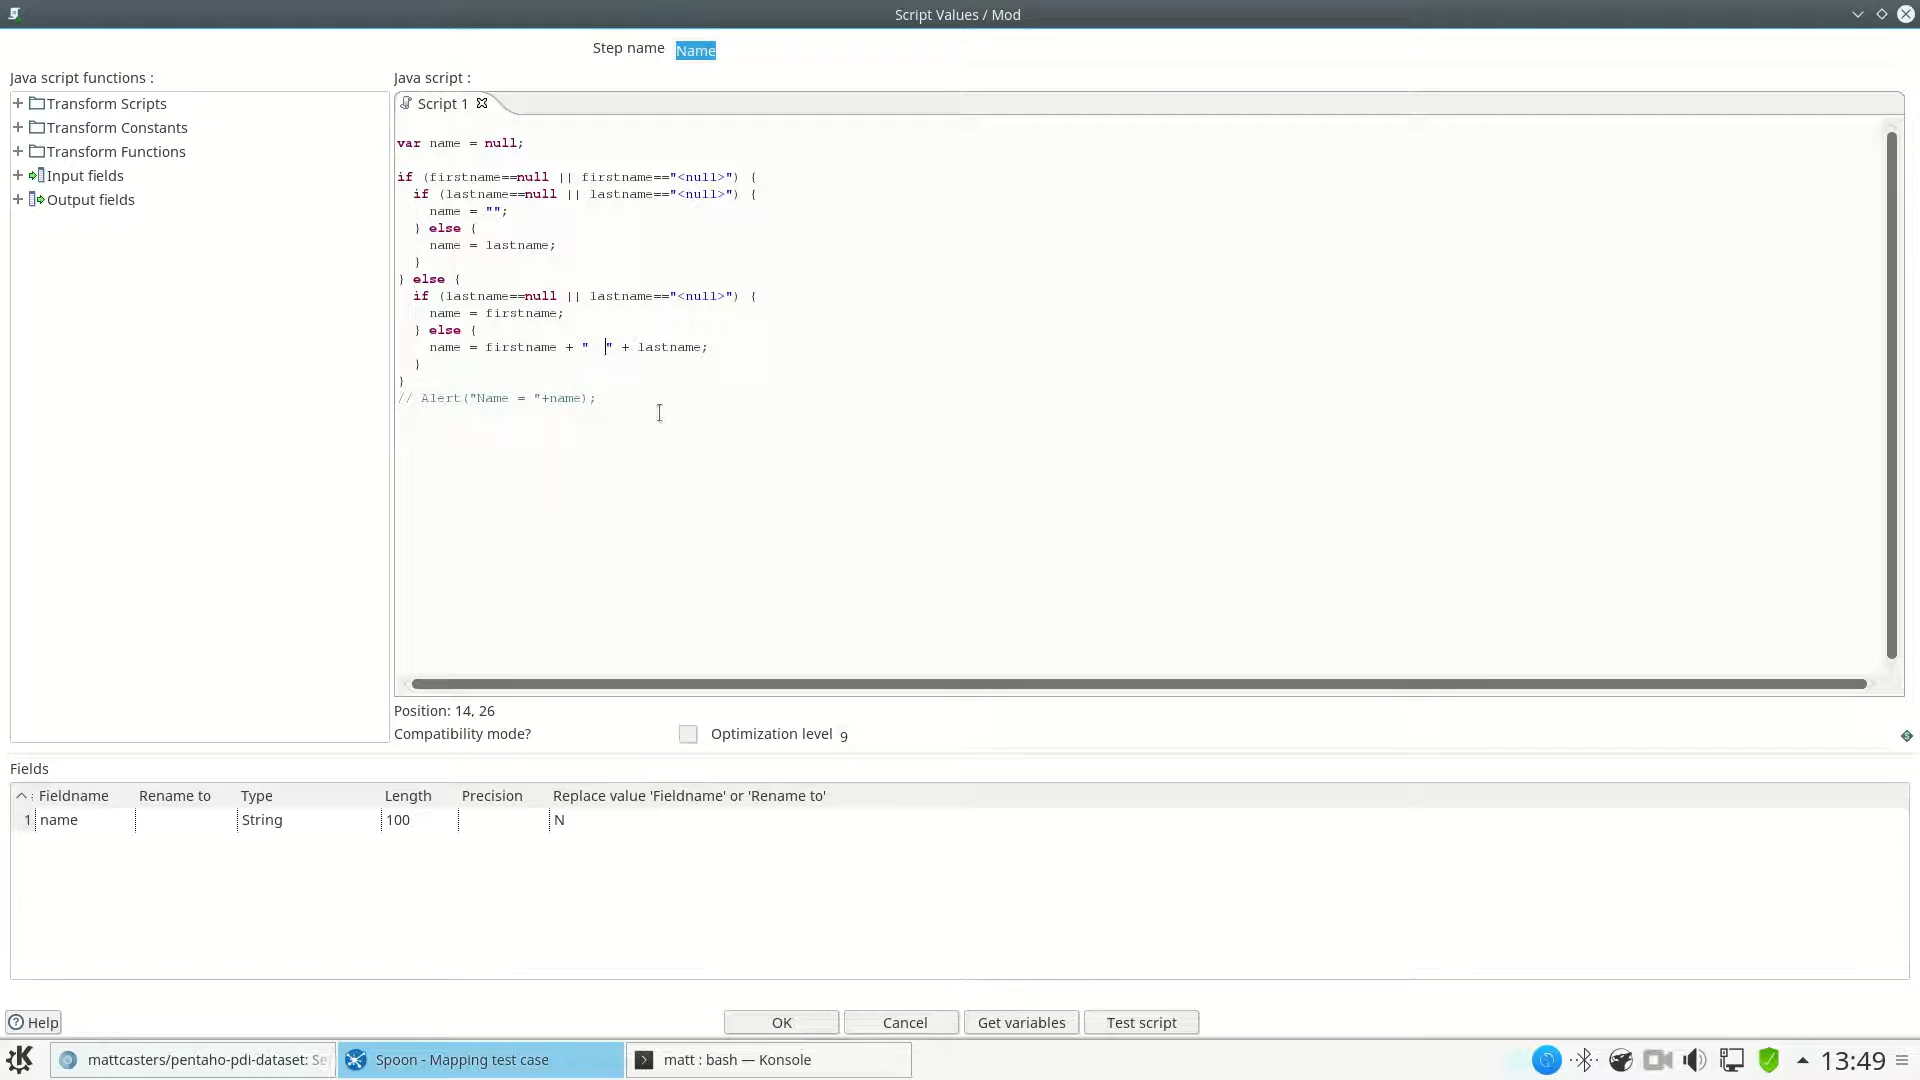 Script Values / Mod
Step name Name
Java script functions :
Transform Scripts
Transform Constants
Transform Functions
Input fields
Output fields
Java script :
Script 1
var name = null;
if (firstname==null || firstname=="<null>") {
  if (lastname==null || lastname=="<null>") {
    name = "";
  } else {
    name = lastname;
  }
} else {
  if (lastname==null || lastname=="<null>") {
    name = firstname;
  } else {
    name = firstname + "  " + lastname;
  }
}
// Alert("Name = "+name);
Position: 14, 26
Compatibility mode? Optimization level 9
Fields
Fieldname Rename to Type Length Precision Replace value 'Fieldname' or 'Rename to'
1 name String 100 N
Help OK Cancel Get variables Test script
mattcasters/pentaho-pdi-dataset: Se Spoon - Mapping test case matt : bash — Konsole 13:49